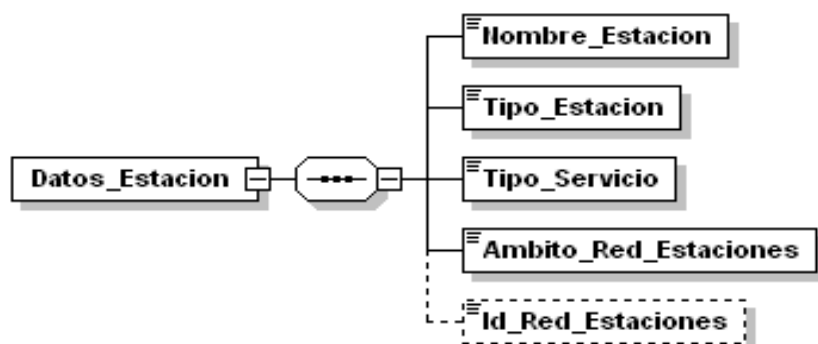 Nombre_Estacion
Tipo_Estacion
Datos_Estacion
Tipo_Servicio
Ambito_Red_Estaciones
Id_Red_Estaciones